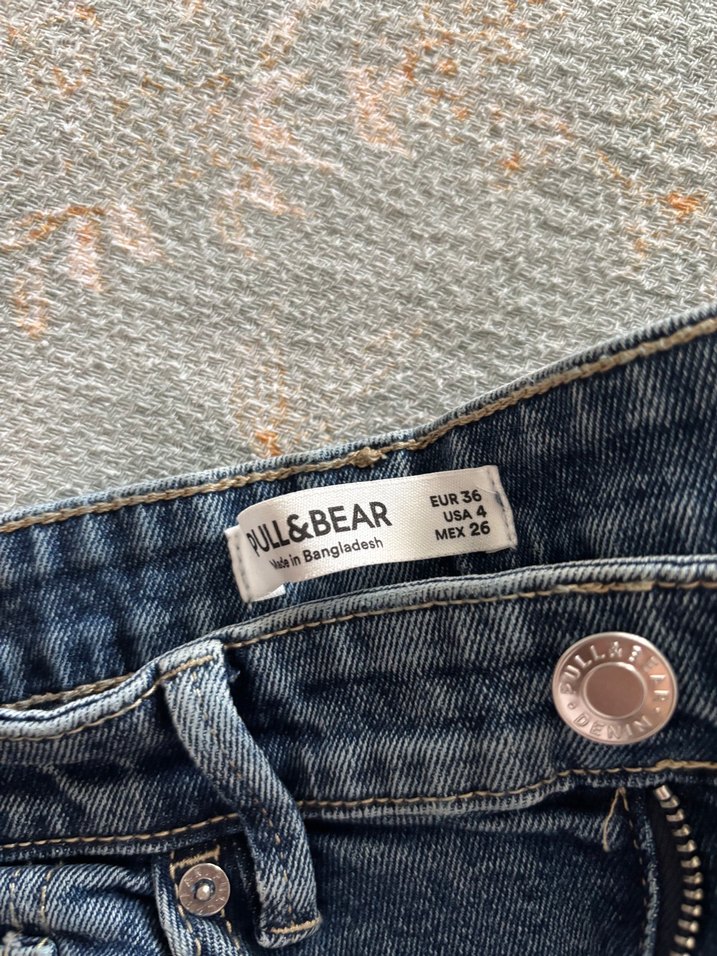 PULL&BEAR
Made in Bangladesh
EUR 36
USA 4
MEX 26
PULL&BEAR
DENIM